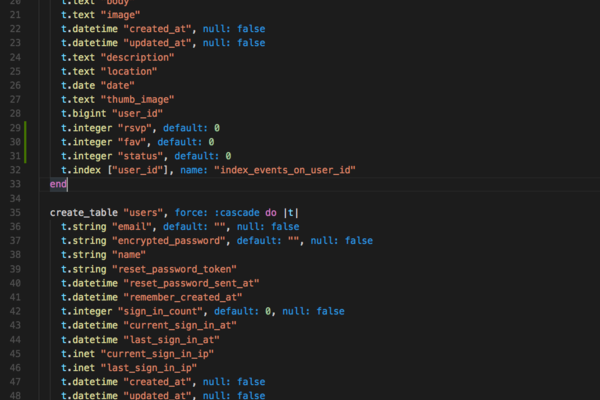 20 t.text "body"
21 t.text "image"
22 t.datetime "created_at", null: false
23 t.datetime "updated_at", null: false
24 t.text "description"
25 t.text "location"
26 t.date "date"
27 t.text "thumb_image"
28 t.bigint "user_id"
29 t.integer "rsvp", default: 0
30 t.integer "fav", default: 0
31 t.integer "status", default: 0
32 t.index ["user_id"], name: "index_events_on_user_id"
33 end
34
35 create_table "users", force: :cascade do |t|
36 t.string "email", default: "", null: false
37 t.string "encrypted_password", default: "", null: false
38 t.string "name"
39 t.string "reset_password_token"
40 t.datetime "reset_password_sent_at"
41 t.datetime "remember_created_at"
42 t.integer "sign_in_count", default: 0, null: false
43 t.datetime "current_sign_in_at"
44 t.datetime "last_sign_in_at"
45 t.inet "current_sign_in_ip"
46 t.inet "last_sign_in_ip"
47 t.datetime "created_at", null: false
48 t.datetime "updated_at", null: false